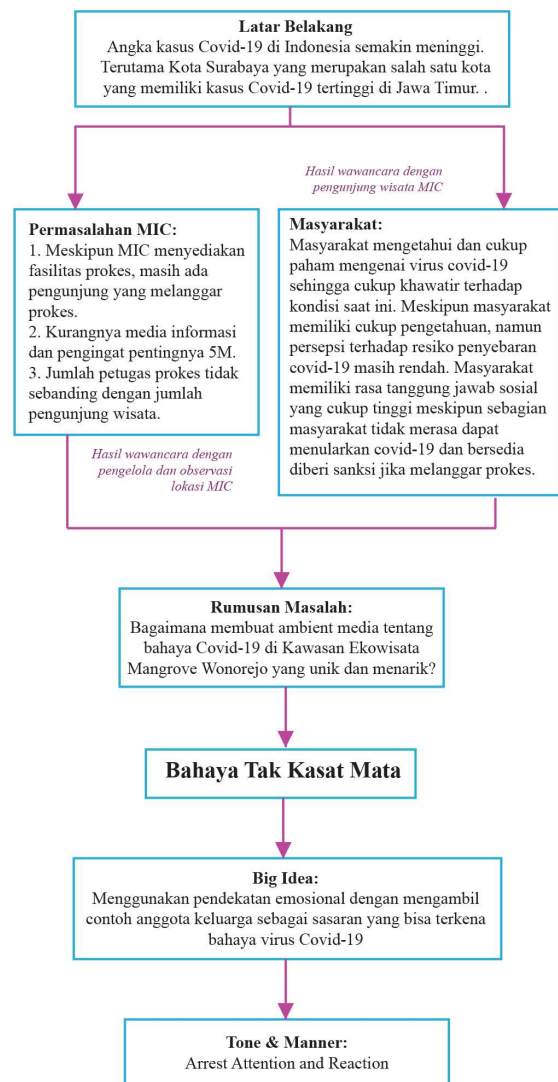 Latar Belakang
Angka kasus Covid-19 di Indonesia semakin meninggi.
Terutama Kota Surabaya yang merupakan salah satu kota
yang memiliki kasus Covid-19 tertinggi di Jawa Timur. .
Hasil wawancara dengan
pengunjung wisata MIC
Permasalahan MIC:
1. Meskipun MIC menyediakan
fasilitas prokes, masih ada
pengunjung yang melanggar
prokes.
2. Kurangnya media informasi
dan pengingat pentingnya 5M.
3. Jumlah petugas prokes tidak
sebanding dengan jumlah
pengunjung wisata.
Masyarakat:
Masyarakat mengetahui dan cukup
paham mengenai virus covid-19
sehingga cukup khawatir terhadap
kondisi saat ini. Meskipun masyarakat
memiliki cukup pengetahuan, namun
persepsi terhadap resiko penyebaran
covid-19 masih rendah. Masyarakat
memiliki rasa tanggung jawab sosial
yang cukup tinggi meskipun sebagian
masyarakat tidak merasa dapat
menularkan covid-19 dan bersedia
diberi sanksi jika melanggar prokes.
Hasil wawancara dengan
pengelola dan observasi
lokasi MIC
Rumusan Masalah:
Bagaimana membuat ambient media tentang
bahaya Covid-19 di Kawasan Ekowisata
Mangrove Wonorejo yang unik dan menarik?
Bahaya Tak Kasat Mata
Big Idea:
Menggunakan pendekatan emosional dengan mengambil
contoh anggota keluarga sebagai sasaran yang bisa terkena
bahaya virus Covid-19
Tone & Manner:
Arrest Attention and Reaction